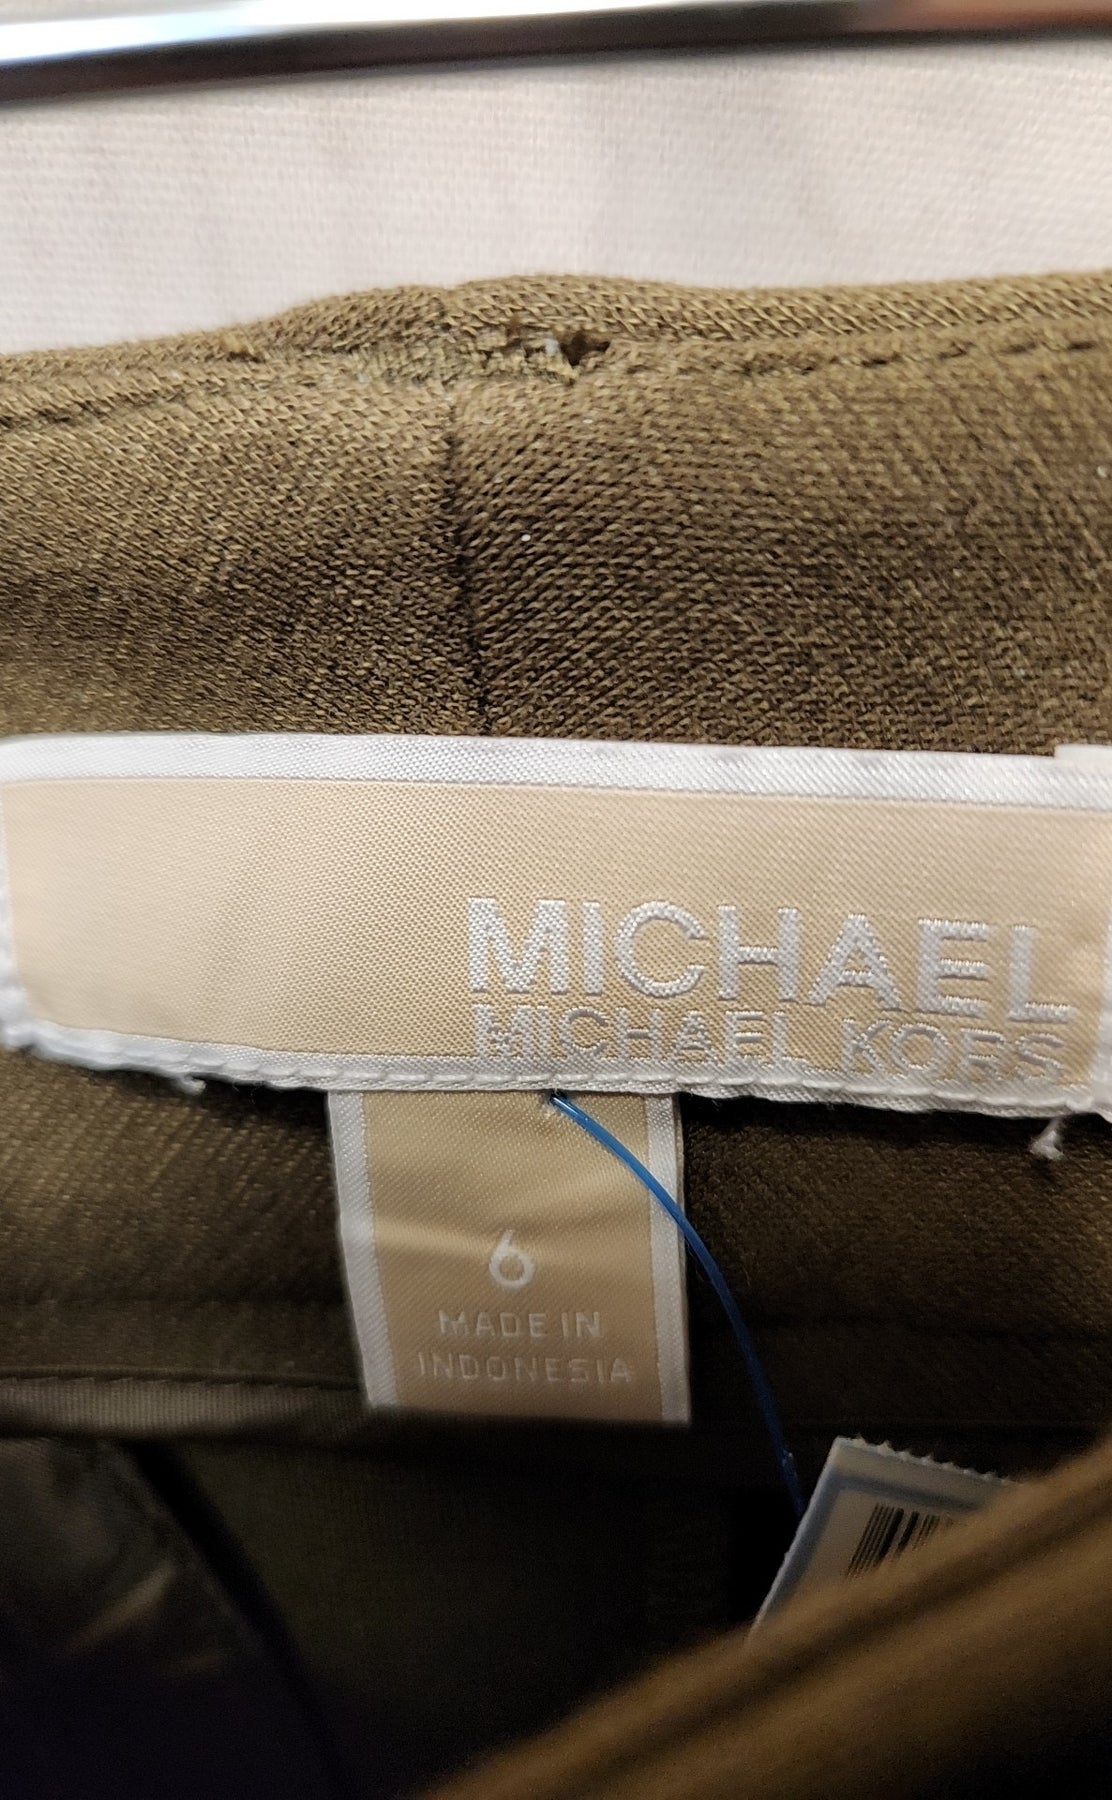 MICHAEL
MICHAEL KORS
6
MADE IN
INDONESIA